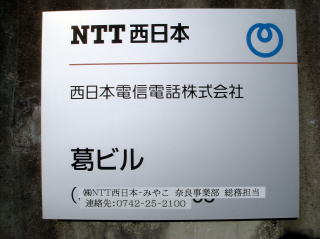 NTT西日本
西日本電信電話株式会社
葛ビル
㈱NTT西日本-みやこ 奈良事業部 総務担当
連絡先:0742-25-2100